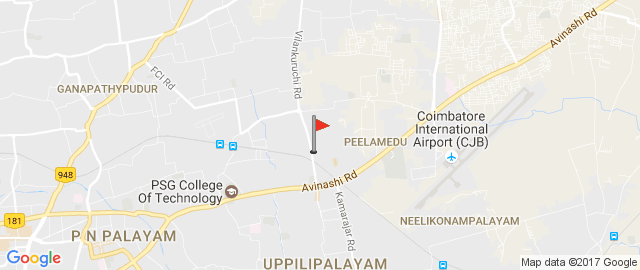 Avinashi Rd
Vilankuruchi Rd
FCI Rd
GANAPATHYPUDUR
Coimbatore
International
Airport (CJB)
PEELAMEDU
948
PSG College
Of Technology
Avinashi Rd
Kamarajar Rd
NEELIKONAMPALAYAM
181
P N PALAYAM
UPPILIPALAYAM
Google
Map data ©2017 Google